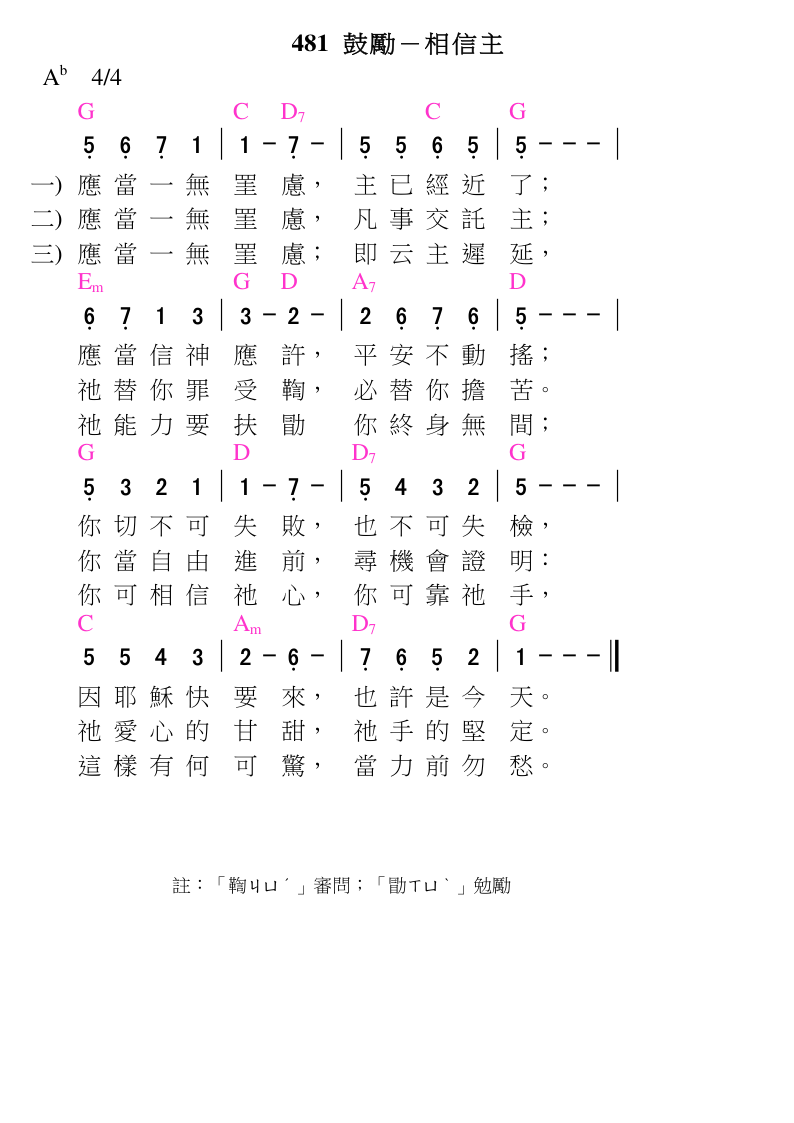 481 鼓勵－相信主
Ab 4/4
G C D7 C G
5 6 7 1 | 1 - 7 - | 5 5 6 5 | 5 - - - |
一) 應當一無罣慮，主已經近了；
二) 應當一無罣慮，凡事交託主；
三) 應當一無罣慮；即云主遲延，
Em G D A7 D
6 7 1 3 | 3 - 2 - | 2 6 7 6 | 5 - - - |
應當信神應許，平安不動搖；
祂替你罪受鞫，必替你擔苦。
祂能力要扶勖 你終身無間；
G D D7 G
5 3 2 1 | 1 - 7 - | 5 4 3 2 | 5 - - - |
你切不可失敗，也不可失檢，
你當自由進前，尋機會證明：
你可相信祂心，你可靠祂手，
C Am D7 G
5 5 4 3 | 2 - 6 - | 7 6 5 2 | 1 - - - ‖
因耶穌快要來，也許是今天。
祂愛心的甘甜，祂手的堅定。
這樣有何可驚，當力前勿愁。
註：「鞫ㄐㄩˊ」審問；「勖ㄒㄩˋ」勉勵